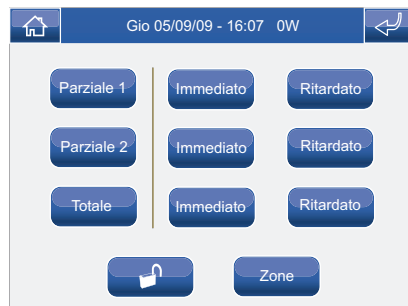 Gio 05/09/09 - 16:07 0W
Parziale 1 Immediato Ritardato
Parziale 2 Immediato Ritardato
Totale Immediato Ritardato
Zone